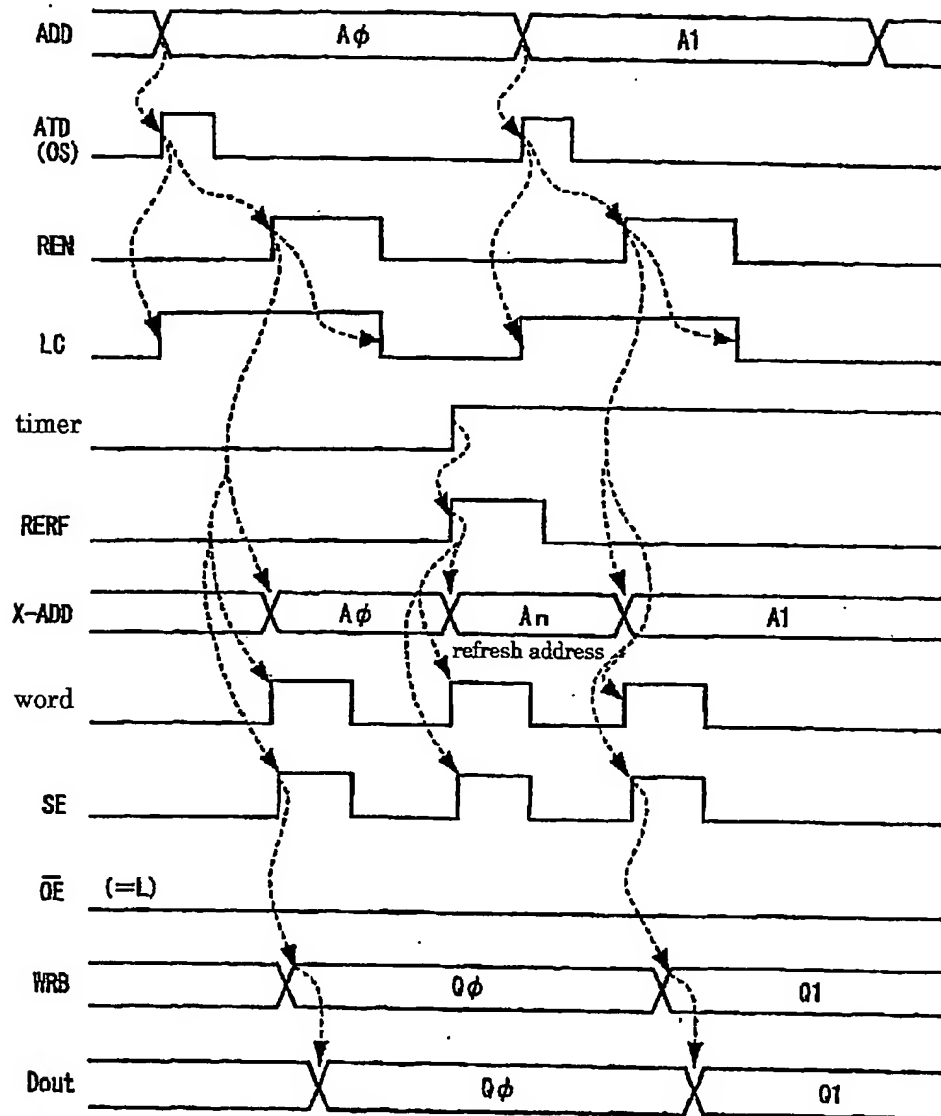 ADD Aϕ A1
ATD
(OS)
REN
LC
timer
RERF
X-ADD Aϕ An A1
refresh address
word
SE
O̅E̅ (=L)
WRB Qϕ Q1
Dout Qϕ Q1